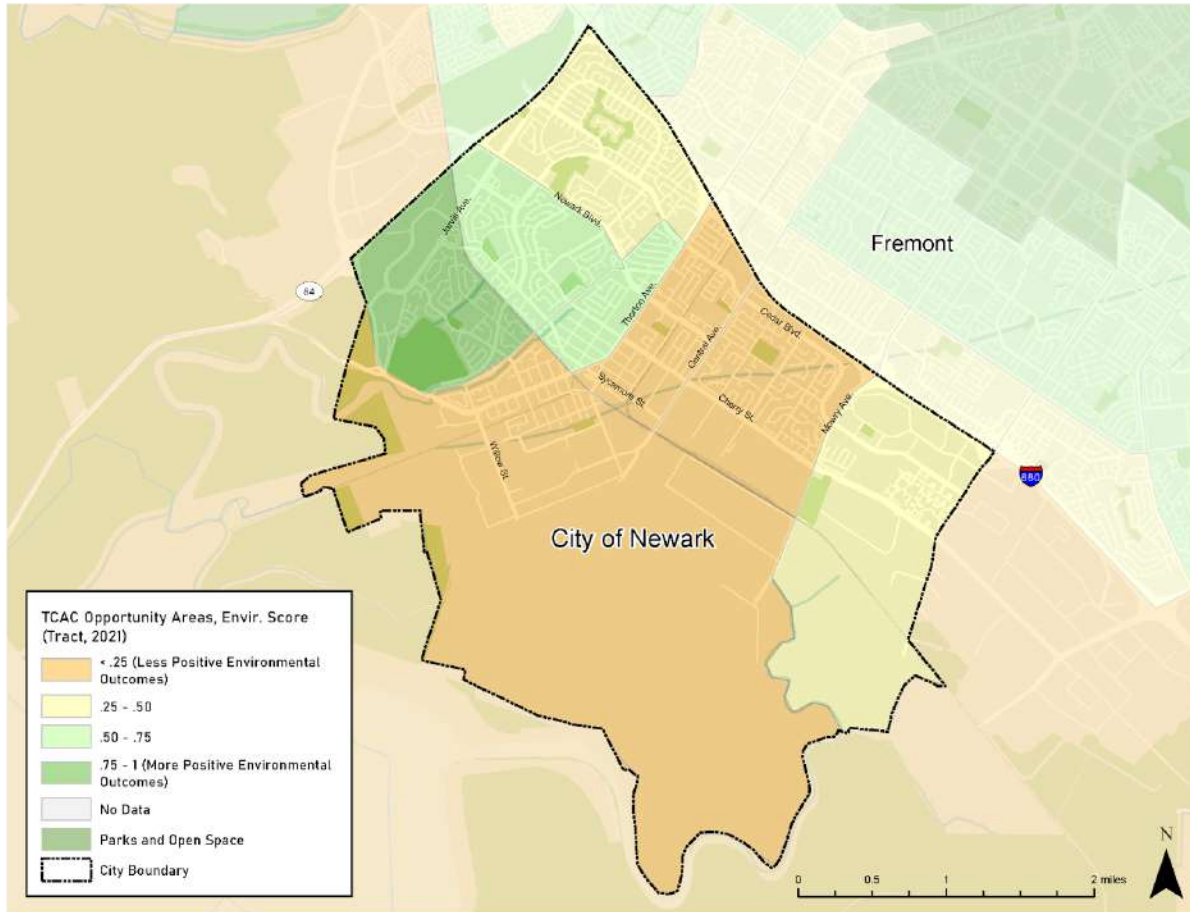 Jarvis Ave.
Newark Blvd.
Fremont
84
Thorton Ave.
Cedar Blvd.
Central Ave.
Sycamore St.
Cherry St.
Mowry Ave.
Willow St.
880
City of Newark
TCAC Opportunity Areas, Envir. Score
(Tract, 2021)
< .25 (Less Positive Environmental
Outcomes)
.25 - .50
.50 - .75
.75 - 1 (More Positive Environmental
Outcomes)
No Data
Parks and Open Space
City Boundary
N
0 0.5 1 2 miles